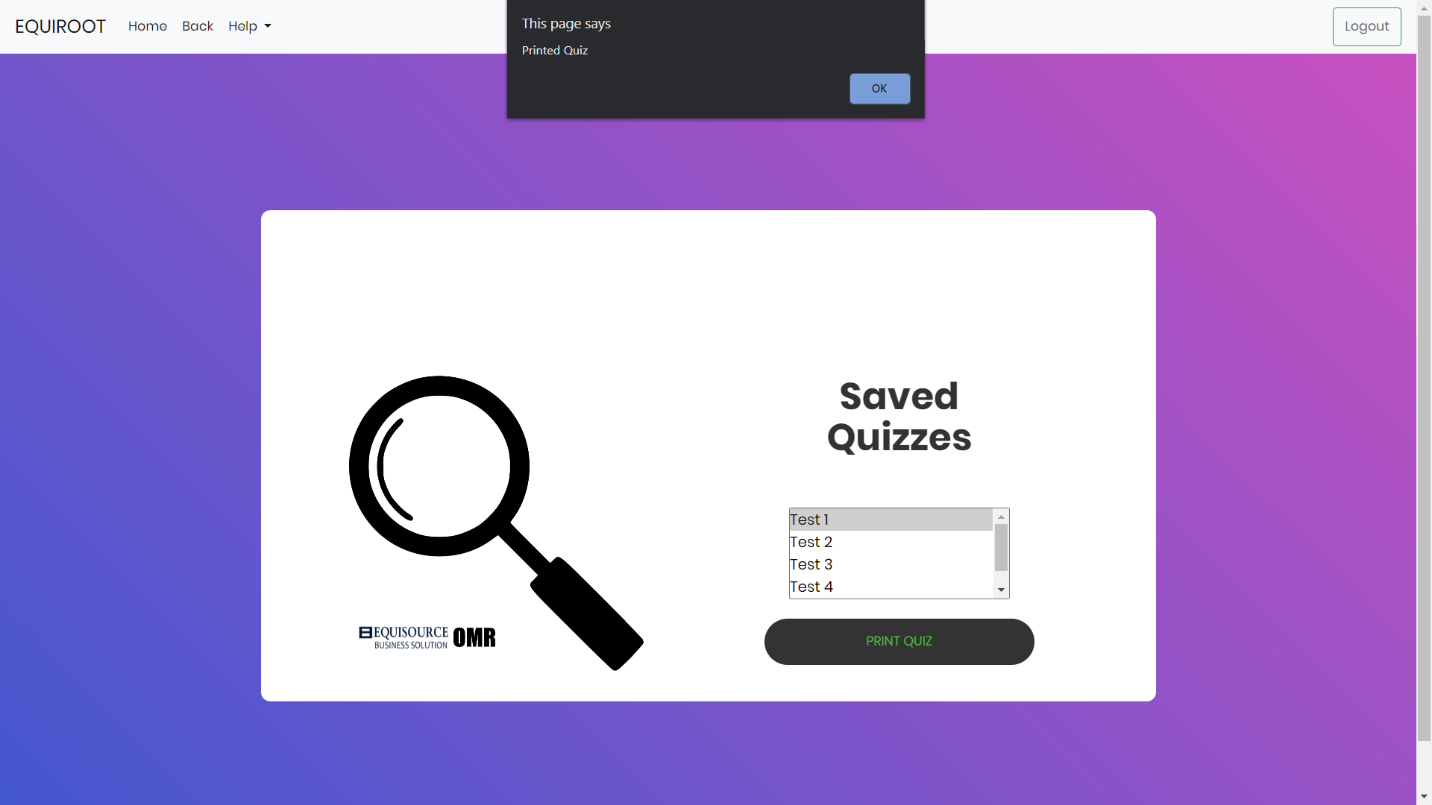 EQUIROOT Home Back Help Logout
This page says
Printed Quiz
OK
Saved
Quizzes
Test 1
Test 2
Test 3
Test 4
PRINT QUIZ
EQUISOURCE OMR
BUSINESS SOLUTION